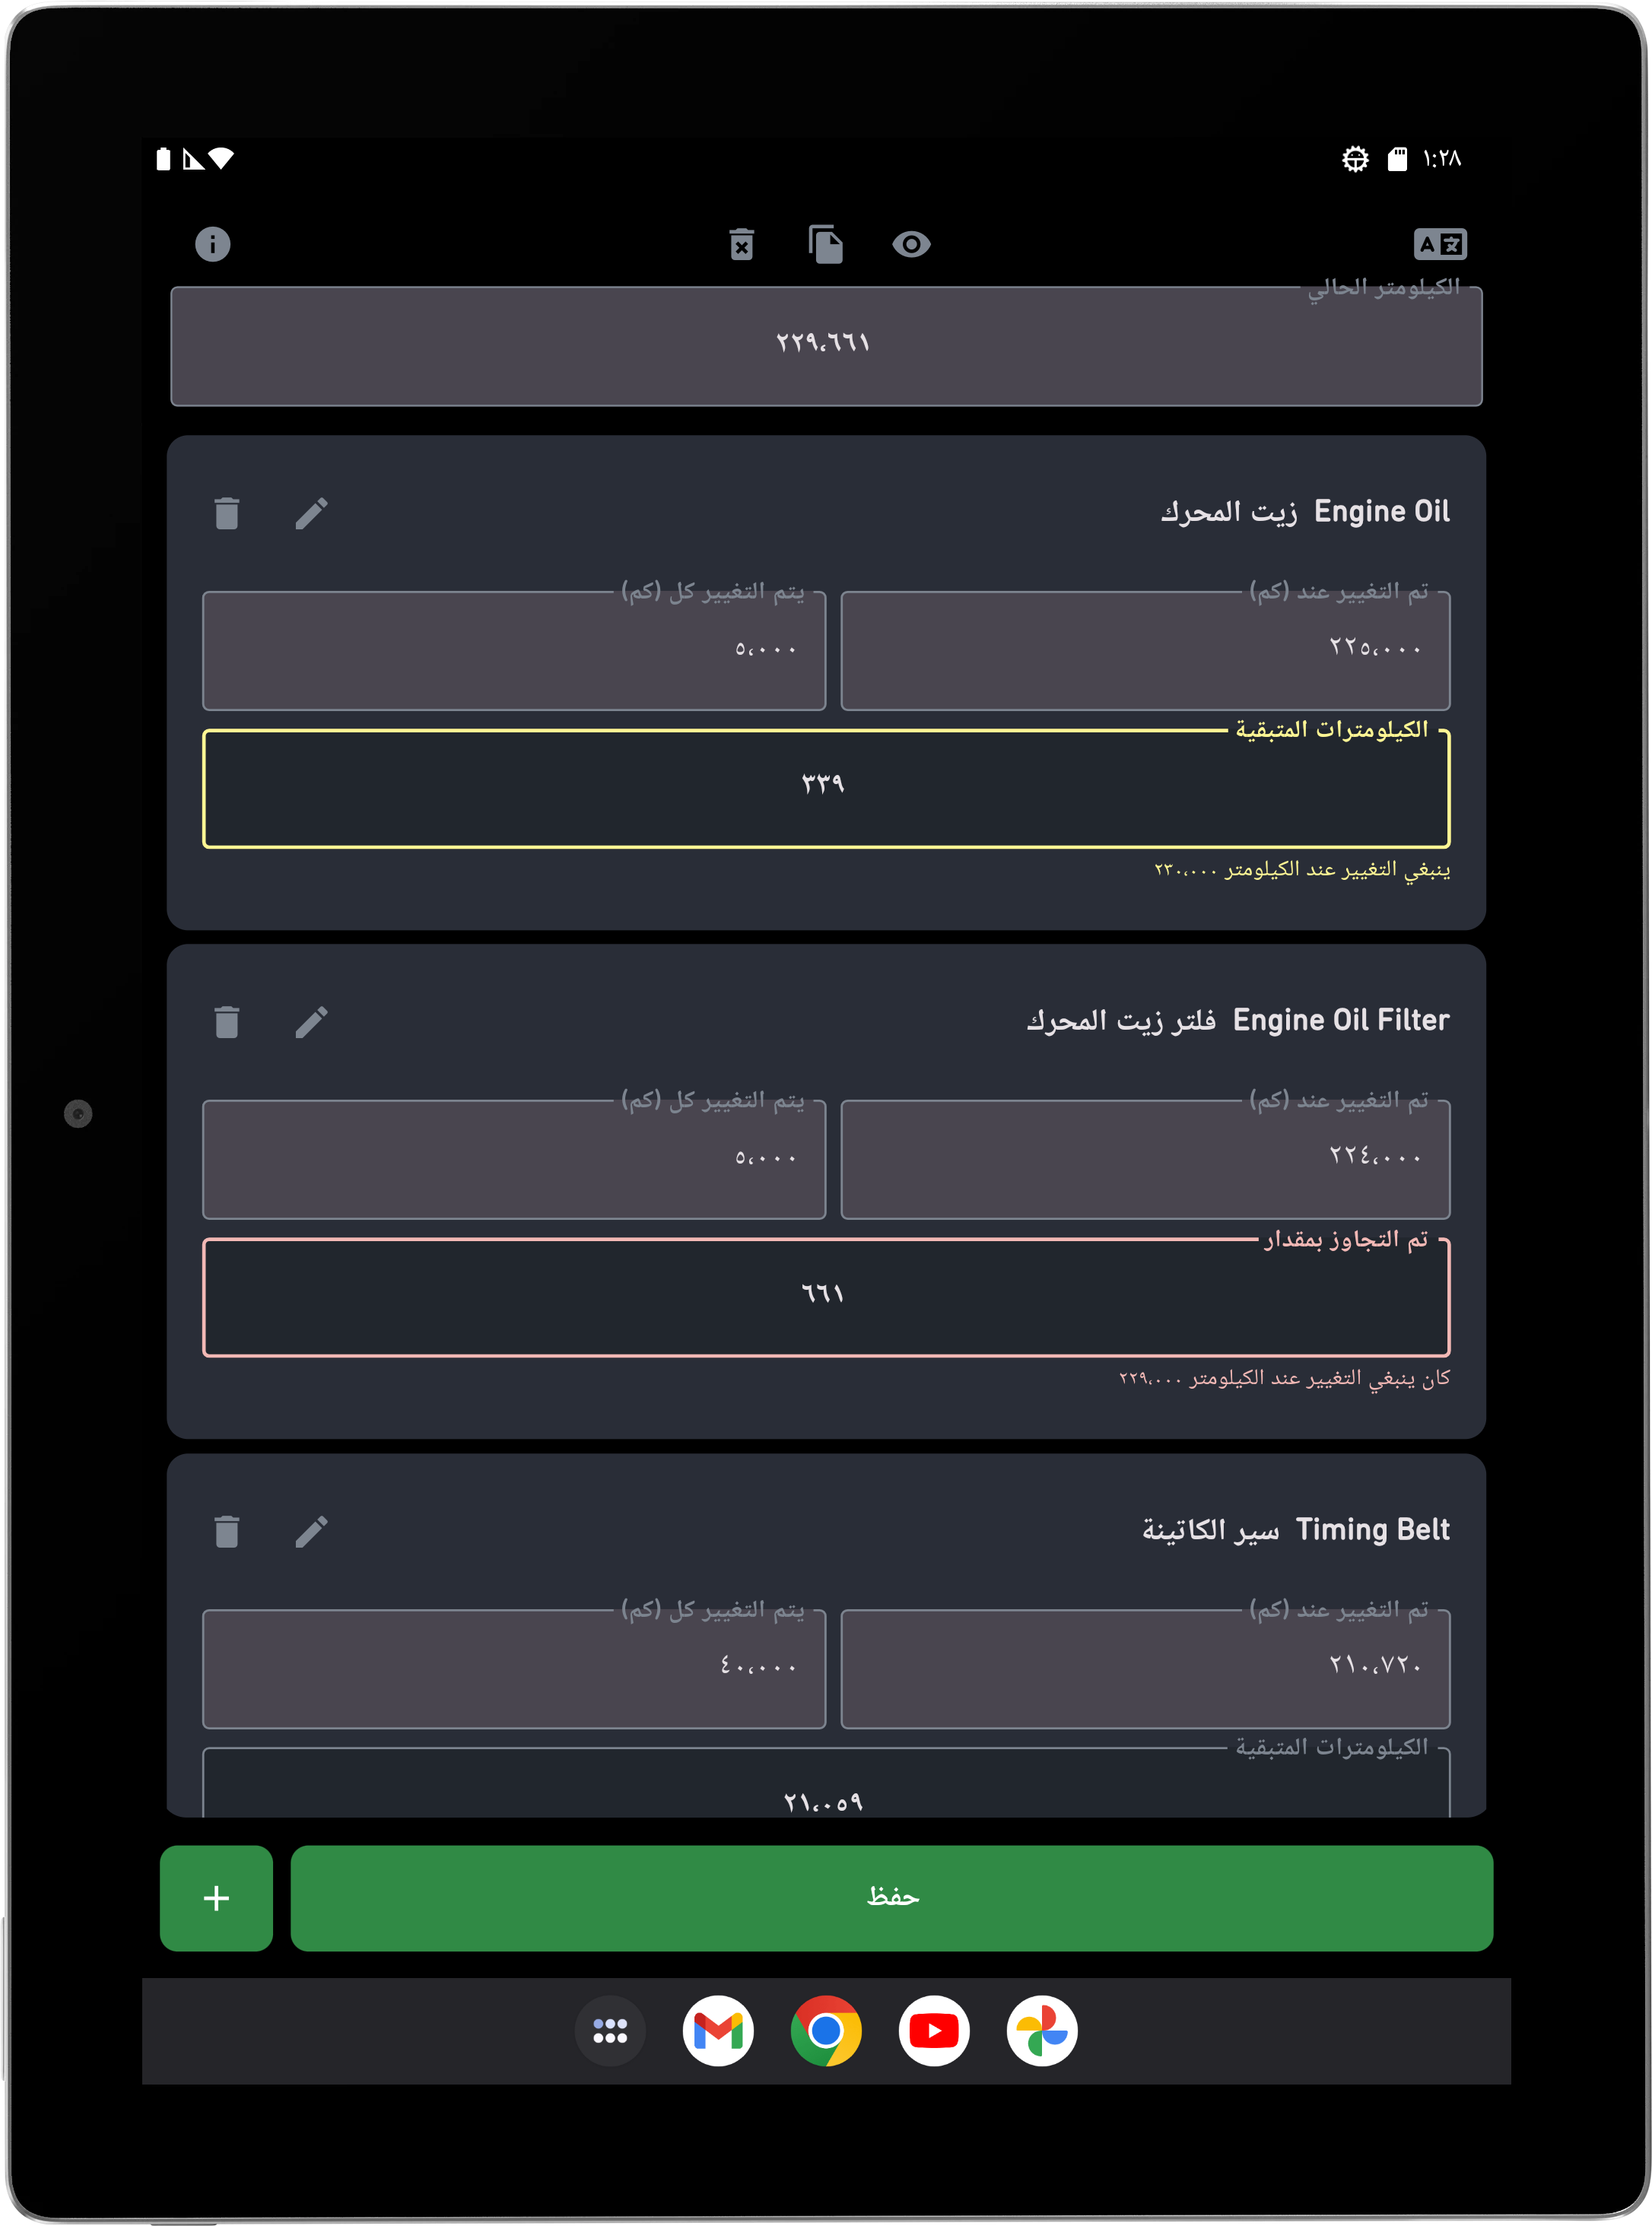 ١:٢٨
الكيلومتر الحالي
٢٢٩،٦٦١
Engine Oil زيت المحرك
تم التغيير عند (كم) يتم التغيير كل (كم)
٢٢٥،٠٠٠ ٥،٠٠٠
الكيلومترات المتبقية
٣٣٩
ينبغي التغيير عند الكيلومتر ٢٣٠،٠٠٠
Engine Oil Filter فلتر زيت المحرك
تم التغيير عند (كم) يتم التغيير كل (كم)
٢٢٤،٠٠٠ ٥،٠٠٠
تم التجاوز بمقدار
٦٦١
كان ينبغي التغيير عند الكيلومتر ٢٢٩،٠٠٠
Timing Belt سير الكاتينة
تم التغيير عند (كم) يتم التغيير كل (كم)
٢١٠،٧٢٠ ٤٠،٠٠٠
الكيلومترات المتبقية
٢١،٠٥٩
حفظ